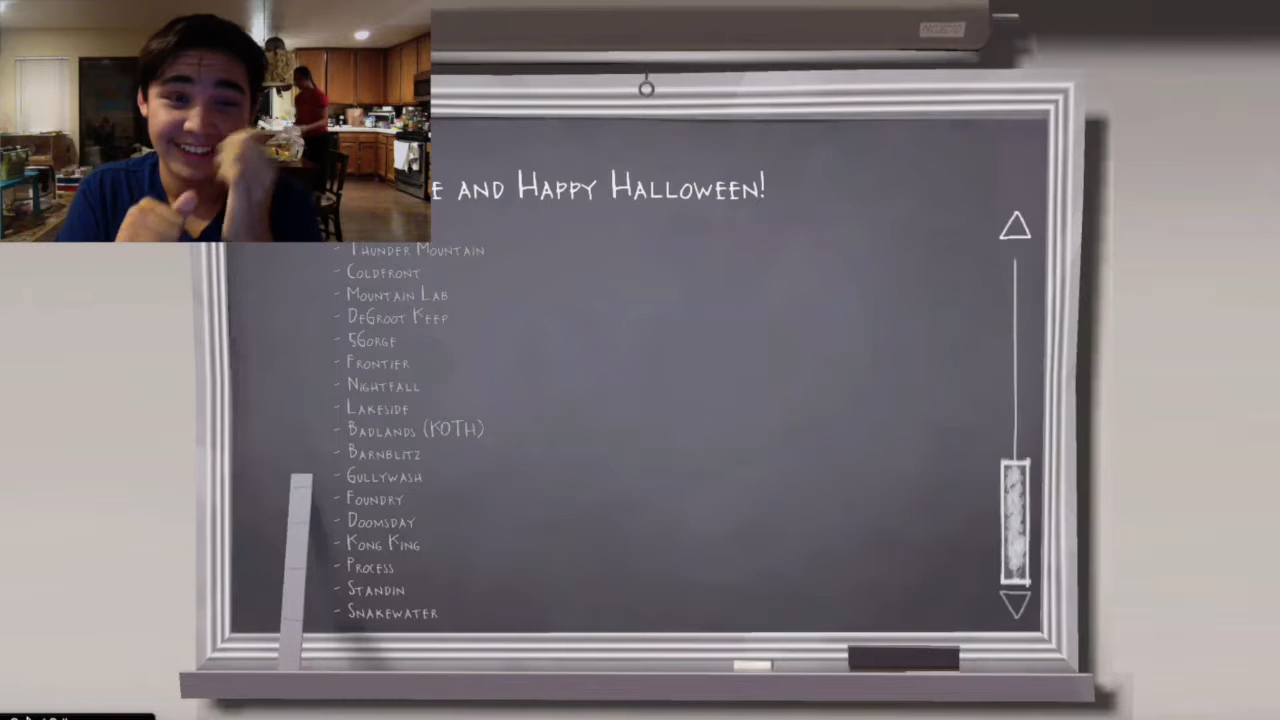 E AND HAPPY HALLOWEEN!
- THUNDER MOUNTAIN
- COLDFRONT
- MOUNTAIN LAB
- DEGROOT KEEP
- 5GORGE
- FRONTIER
- NIGHTFALL
- LAKESIDE
- BADLANDS (KOTH)
- BARNBLITZ
- GULLYWASH
- FOUNDRY
- DOOMSDAY
- KONG KING
- PROCESS
- STANDIN
- SNAKEWATER